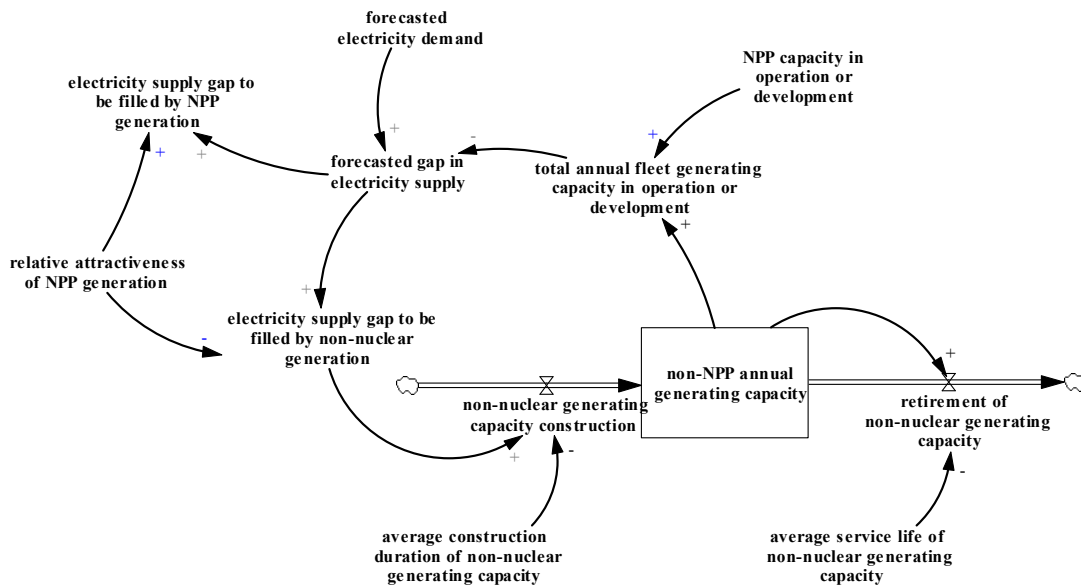 forecasted
electricity demand
NPP capacity in
operation or
development
electricity supply gap to
be filled by NPP
generation
+
+
+
-
+
forecasted gap in
electricity supply
total annual fleet generating
capacity in operation or
development
+
relative attractiveness
of NPP generation
+
-
electricity supply gap to be
filled by non-nuclear
generation
+
non-NPP annual
generating capacity
non-nuclear generating
capacity construction
+
-
retirement of
non-nuclear generating
capacity
-
average construction
duration of non-nuclear
generating capacity
average service life of
non-nuclear generating
capacity